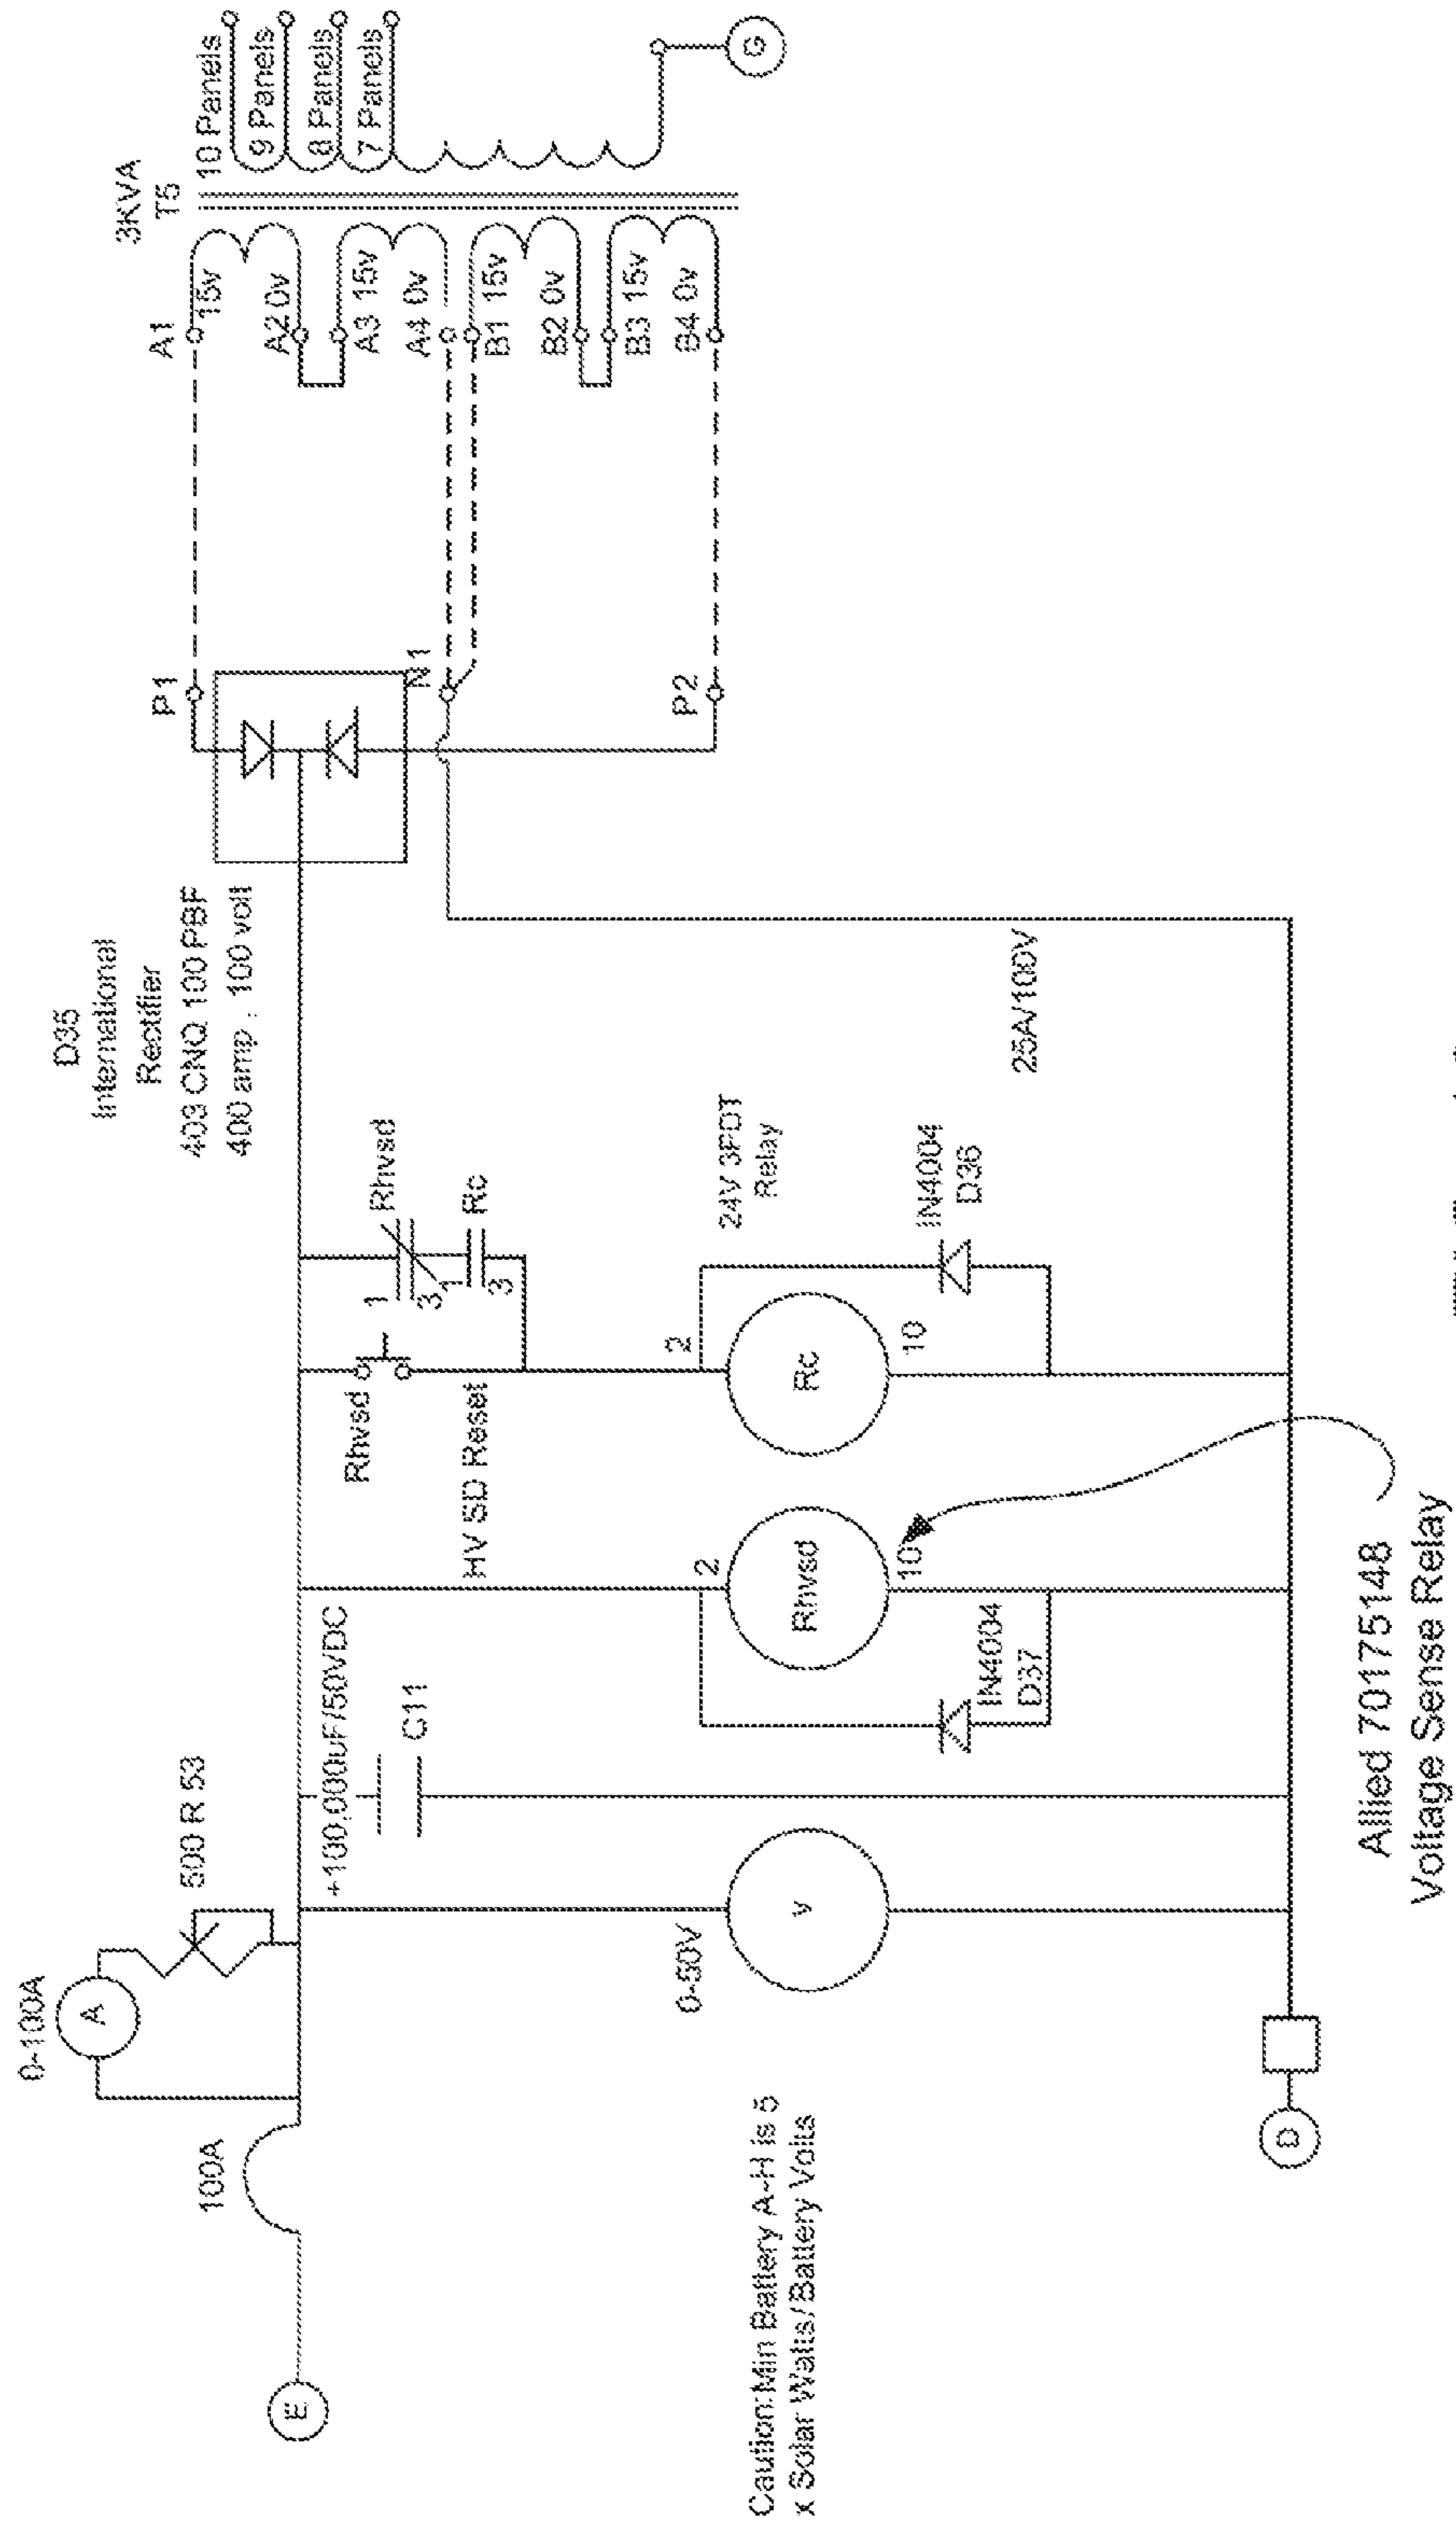 0-100A
A
500 R 53
100A
E
+100,000uF/50VDC
C11
0-50V
v
Caution:Min Battery A-H is 5
x Solar Watts/Battery Volts
D
D35
International
Rectifier
403 CNQ 100 PBF
400 amp, 100 volt
Rhvsd
HV SD Reset
Rhvsd
1
3
Rc
1
3
2
Rhvsd
10
IN4004
D37
2
Rc
10
24V 3PDT
Relay
IN4004
D36
25A/100V
Allied 70175148
Voltage Sense Relay
P1
N1
P2
3KVA
T5
A1
15v
A2 0v
A3 15v
A4 0v
B1 15v
B2 0v
B3 15v
B4 0v
10 Panels
9 Panels
8 Panels
7 Panels
G